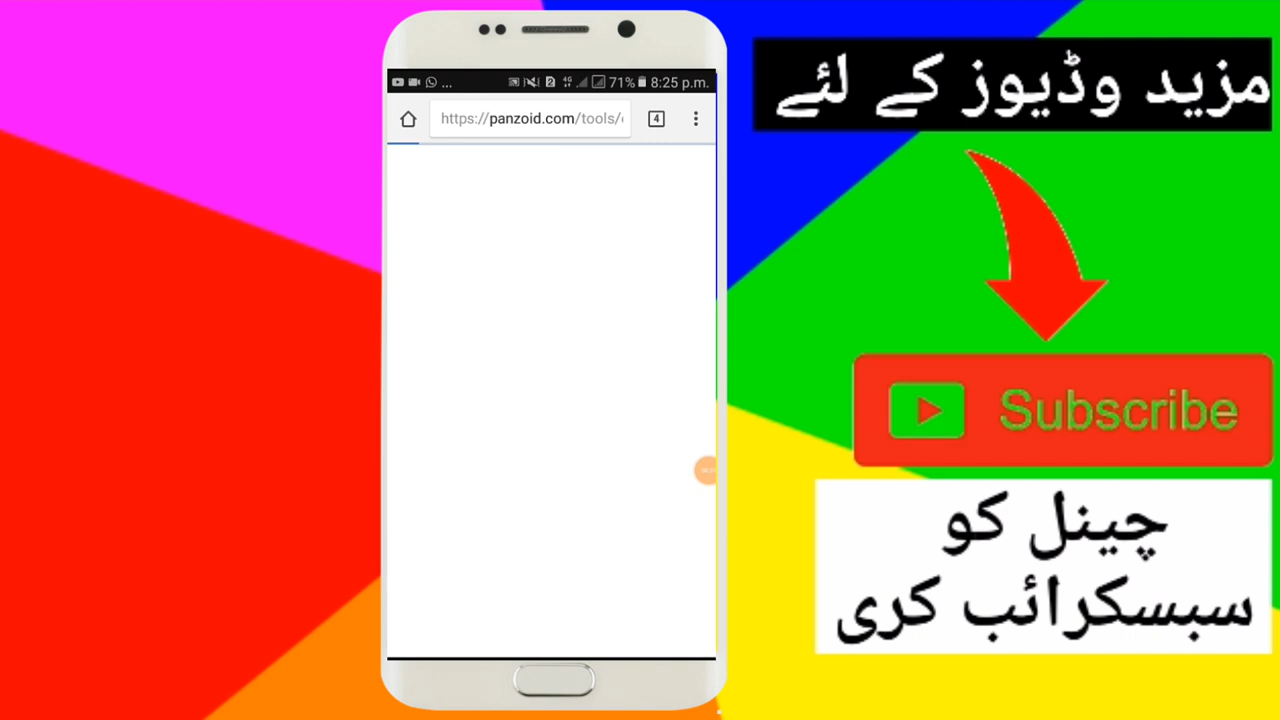 ... 71% 8:25 p.m.
https://panzoid.com/tools/
4
مزید وڈیوز کے لئے
Subscribe
چینل کو
سبسکرائب کری